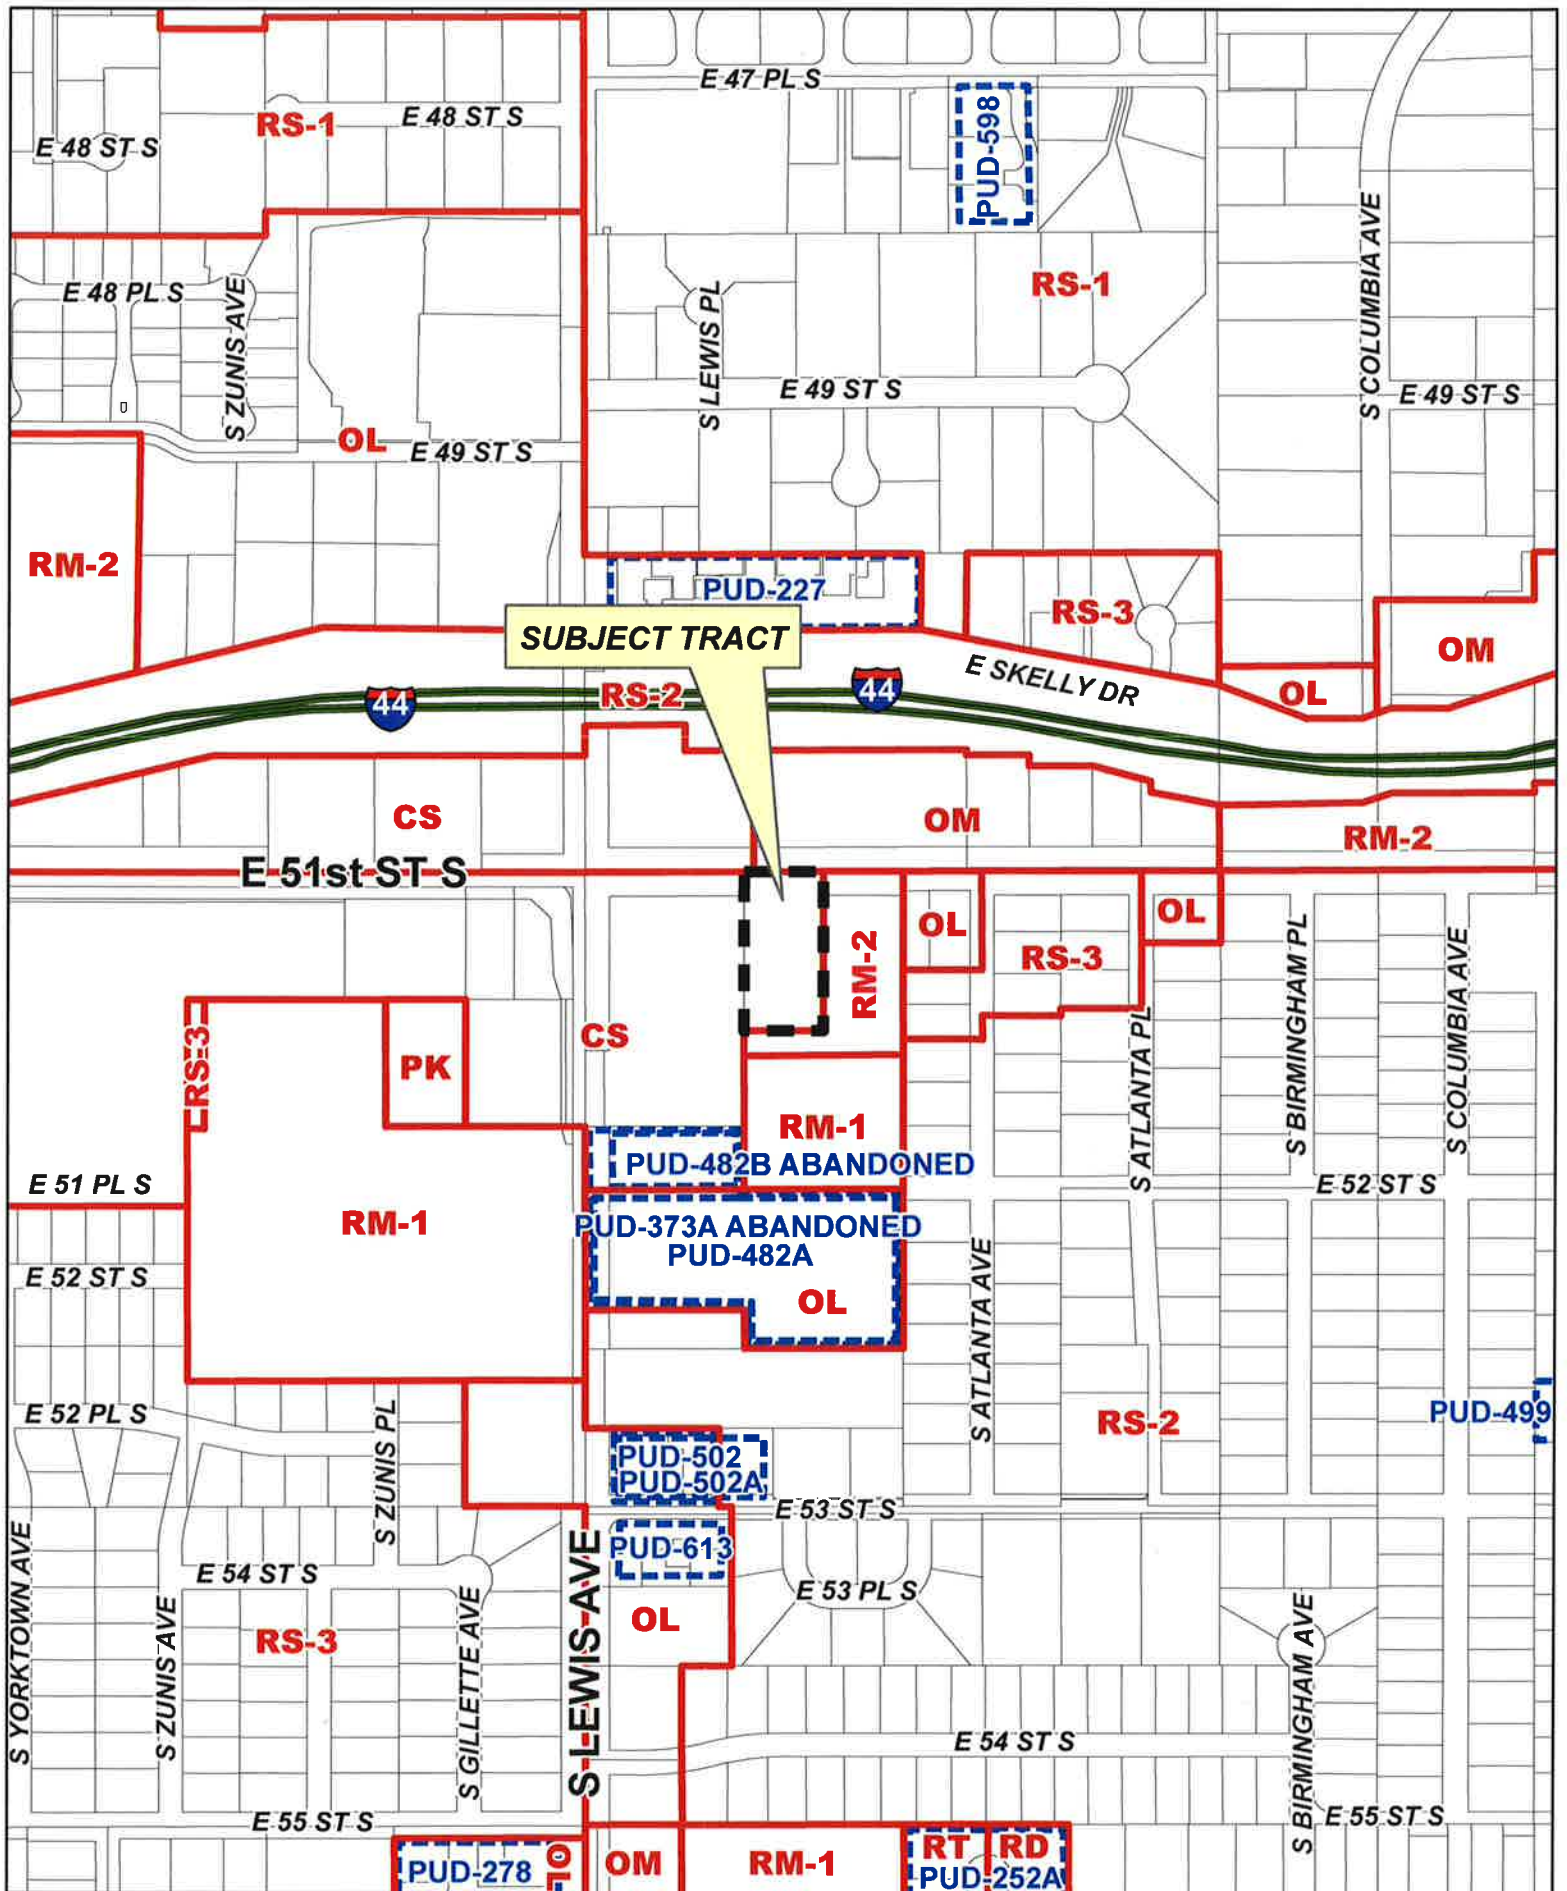 E 47 PL S
E 48 ST S
RS-1
E 48 ST S
PUD-598
E 48 PL S
S ZUNIS AVE
S LEWIS PL
RS-1
S COLUMBIA AVE
E 49 ST S
E 49 ST S
OL
E 49 ST S
RM-2
PUD-227
RS-3
OM
SUBJECT TRACT
E SKELLY DR
RS-2
44
44
OL
CS
OM
RM-2
E 51st ST S
OL
OL
RM-2
RS-3
S BIRMINGHAM PL
S COLUMBIA AVE
CS
RS-3
PK
S ATLANTA PL
RM-1
PUD-482B ABANDONED
E 51 PL S
E 52 ST S
RM-1
PUD-373A ABANDONED
PUD-482A
E 52 ST S
OL
S ATLANTA AVE
E 52 PL S
RS-2
PUD-499
S ZUNIS PL
PUD-502
PUD-502A
E 53 ST S
PUD-613
S YORKTOWN AVE
E 54 ST S
E 53 PL S
S ZUNIS AVE
RS-3
S GILLETTE AVE
S LEWIS AVE
OL
S BIRMINGHAM AVE
E 54 ST S
E 55 ST S
E 55 ST S
PUD-278
OL
OM
RM-1
RT
RD
PUD-252A